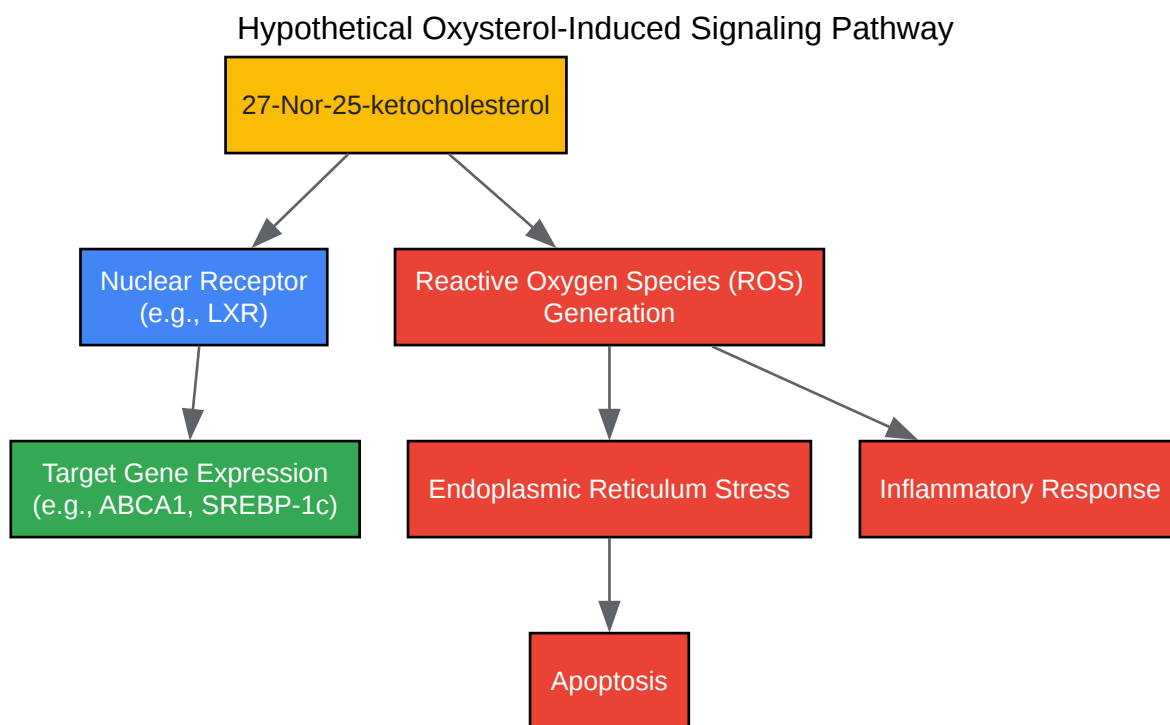 Hypothetical Oxysterol-Induced Signaling Pathway
27-Nor-25-ketocholesterol
Nuclear Receptor
(e.g., LXR)
Reactive Oxygen Species (ROS)
Generation
Target Gene Expression
(e.g., ABCA1, SREBP-1c)
Endoplasmic Reticulum Stress
Inflammatory Response
Apoptosis